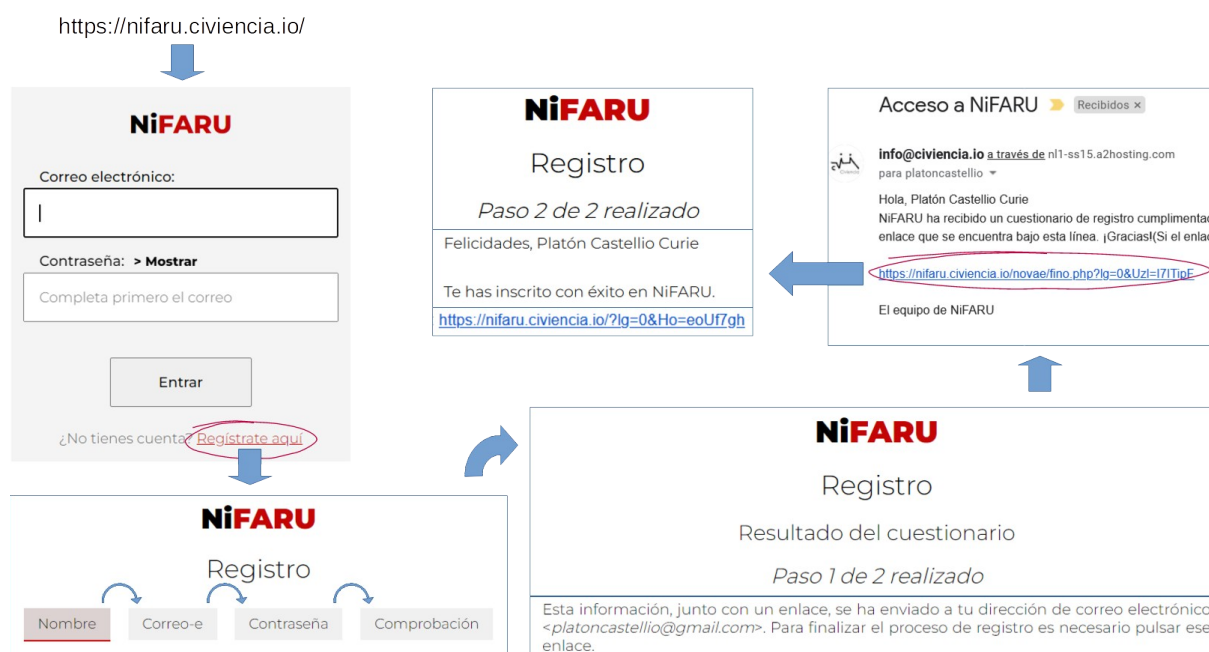 https://nifaru.civiencia.io/
NiFARU
Correo electrónico:
Contraseña: > Mostrar
Completa primero el correo
Entrar
¿No tienes cuenta? Regístrate aquí
NiFARU
Registro
Nombre
Correo-e
Contraseña
Comprobación
NiFARU
Registro
Resultado del cuestionario
Paso 1 de 2 realizado
Esta información, junto con un enlace, se ha enviado a tu dirección de correo electrónico
<platoncastellio@gmail.com>. Para finalizar el proceso de registro es necesario pulsar ese
enlace.
Acceso a NiFARU Recibidos ×
info@civiencia.io a través de nl1-ss15.a2hosting.com
para platoncastellio
Civiencia
Hola, Platón Castellio Curie
NiFARU ha recibido un cuestionario de registro cumplimentad
enlace que se encuentra bajo esta línea. ¡Gracias!(Si el enlac
https://nifaru.civiencia.io/novae/fino.php?lg=0&Uzl=I7ITipF
El equipo de NiFARU
NiFARU
Registro
Paso 2 de 2 realizado
Felicidades, Platón Castellio Curie
Te has inscrito con éxito en NiFARU.
https://nifaru.civiencia.io/?lg=0&Ho=eoUf7gh